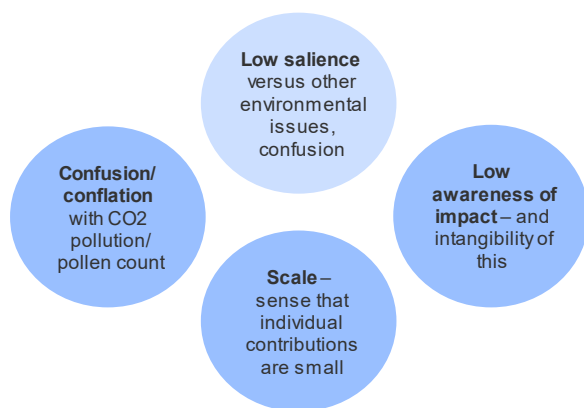 Low salience
versus other
environmental
issues,
confusion
Confusion/
conflation
with CO2
pollution/
pollen count
Low
awareness of
impact – and
intangibility of
this
Scale –
sense that
individual
contributions
are small